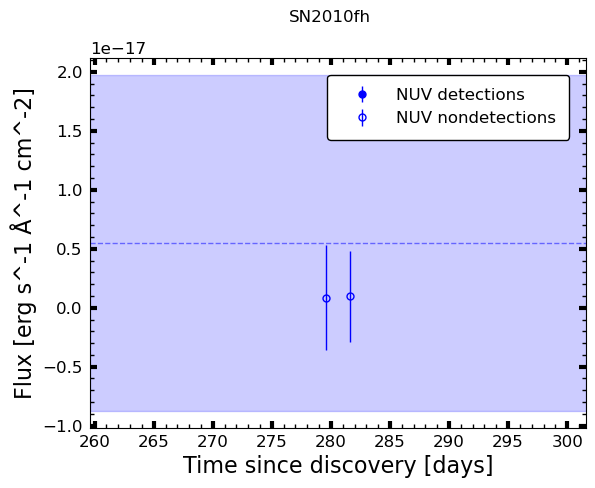 SN2010fh
1e−17
2.0
1.5
1.0
0.5
0.0
−0.5
−1.0
Flux [erg s^-1 Å^-1 cm^-2]
NUV detections
NUV nondetections
260 265 270 275 280 285 290 295 300
Time since discovery [days]